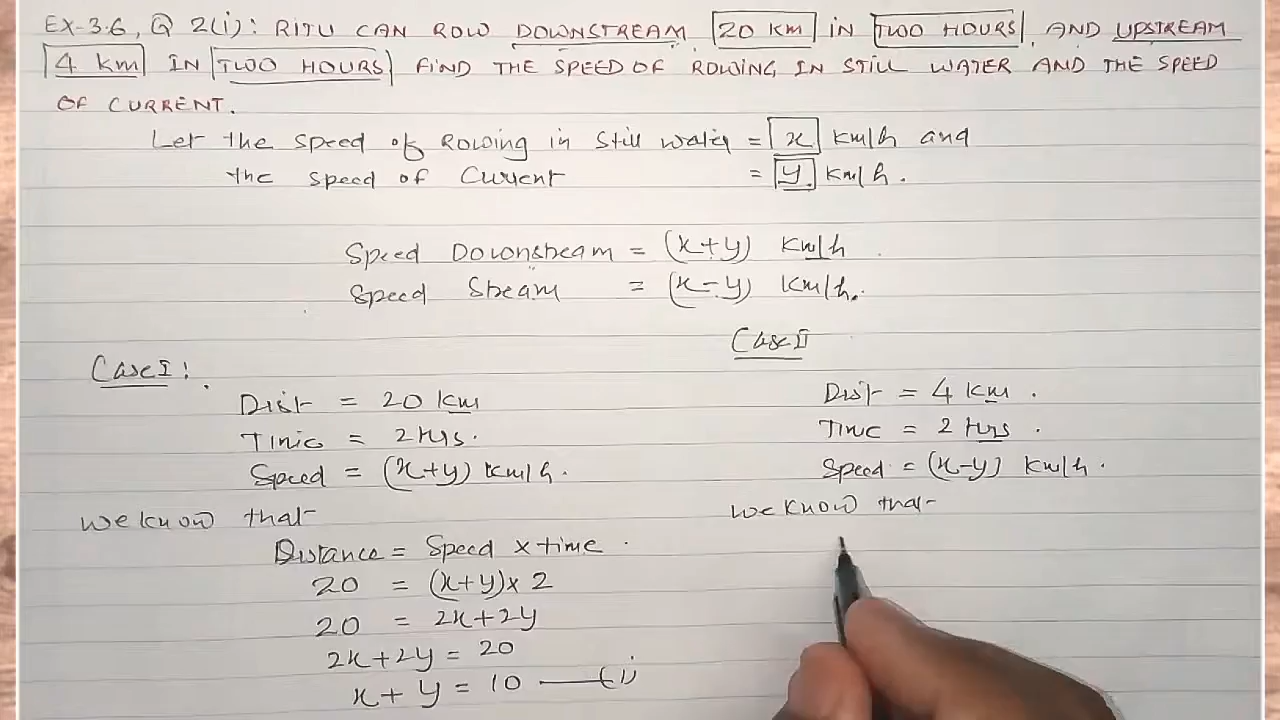 EX-3.6, Q 2(i): RITU CAN ROW DOWNSTREAM 20 KM IN TWO HOURS, AND UPSTREAM
4 KM IN TWO HOURS FIND THE SPEED OF ROWING IN STILL WATER AND THE SPEED
OF CURRENT.
Let the speed of Rowing in still water = x km/h and
the speed of Current = y km/h.
Speed Downstream = (x+y) km/h
Speed Stream = (x-y) km/h.
Case I:
Dist = 20 km
Time = 2 Hrs.
Speed = (x+y) km/h.
We know that
Distance = Speed x time
20 = (x+y)x 2
20 = 2x+2y
2x+2y = 20
x + y = 10 —(i)
Case II
Dist = 4 km.
Time = 2 Hrs.
Speed = (x-y) km/h.
We know that